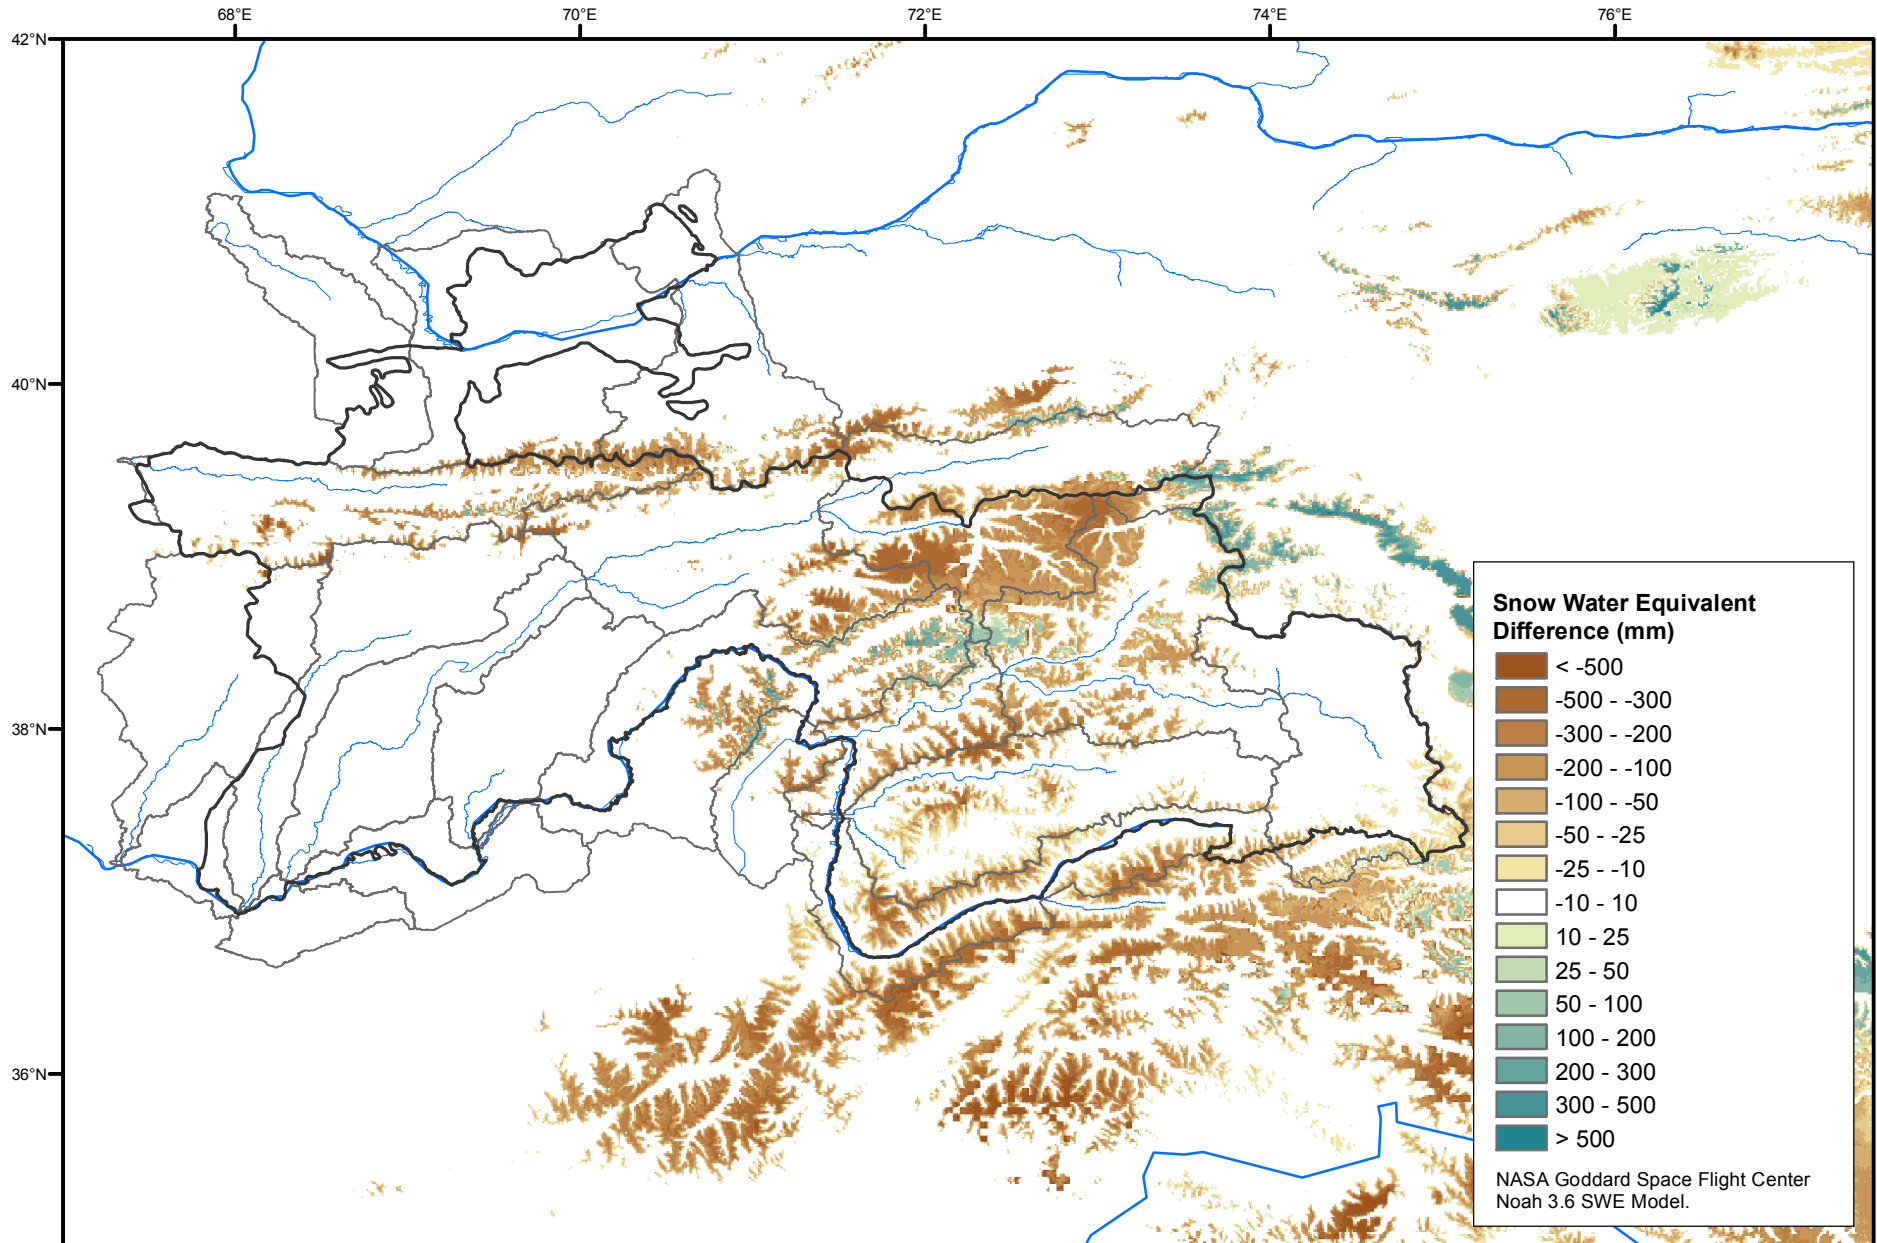 68°E 70°E 72°E 74°E 76°E
42°N
40°N
38°N
36°N
Snow Water Equivalent
Difference (mm)
< -500
-500 - -300
-300 - -200
-200 - -100
-100 - -50
-50 - -25
-25 - -10
-10 - 10
10 - 25
25 - 50
50 - 100
100 - 200
200 - 300
300 - 500
> 500
NASA Goddard Space Flight Center
Noah 3.6 SWE Model.